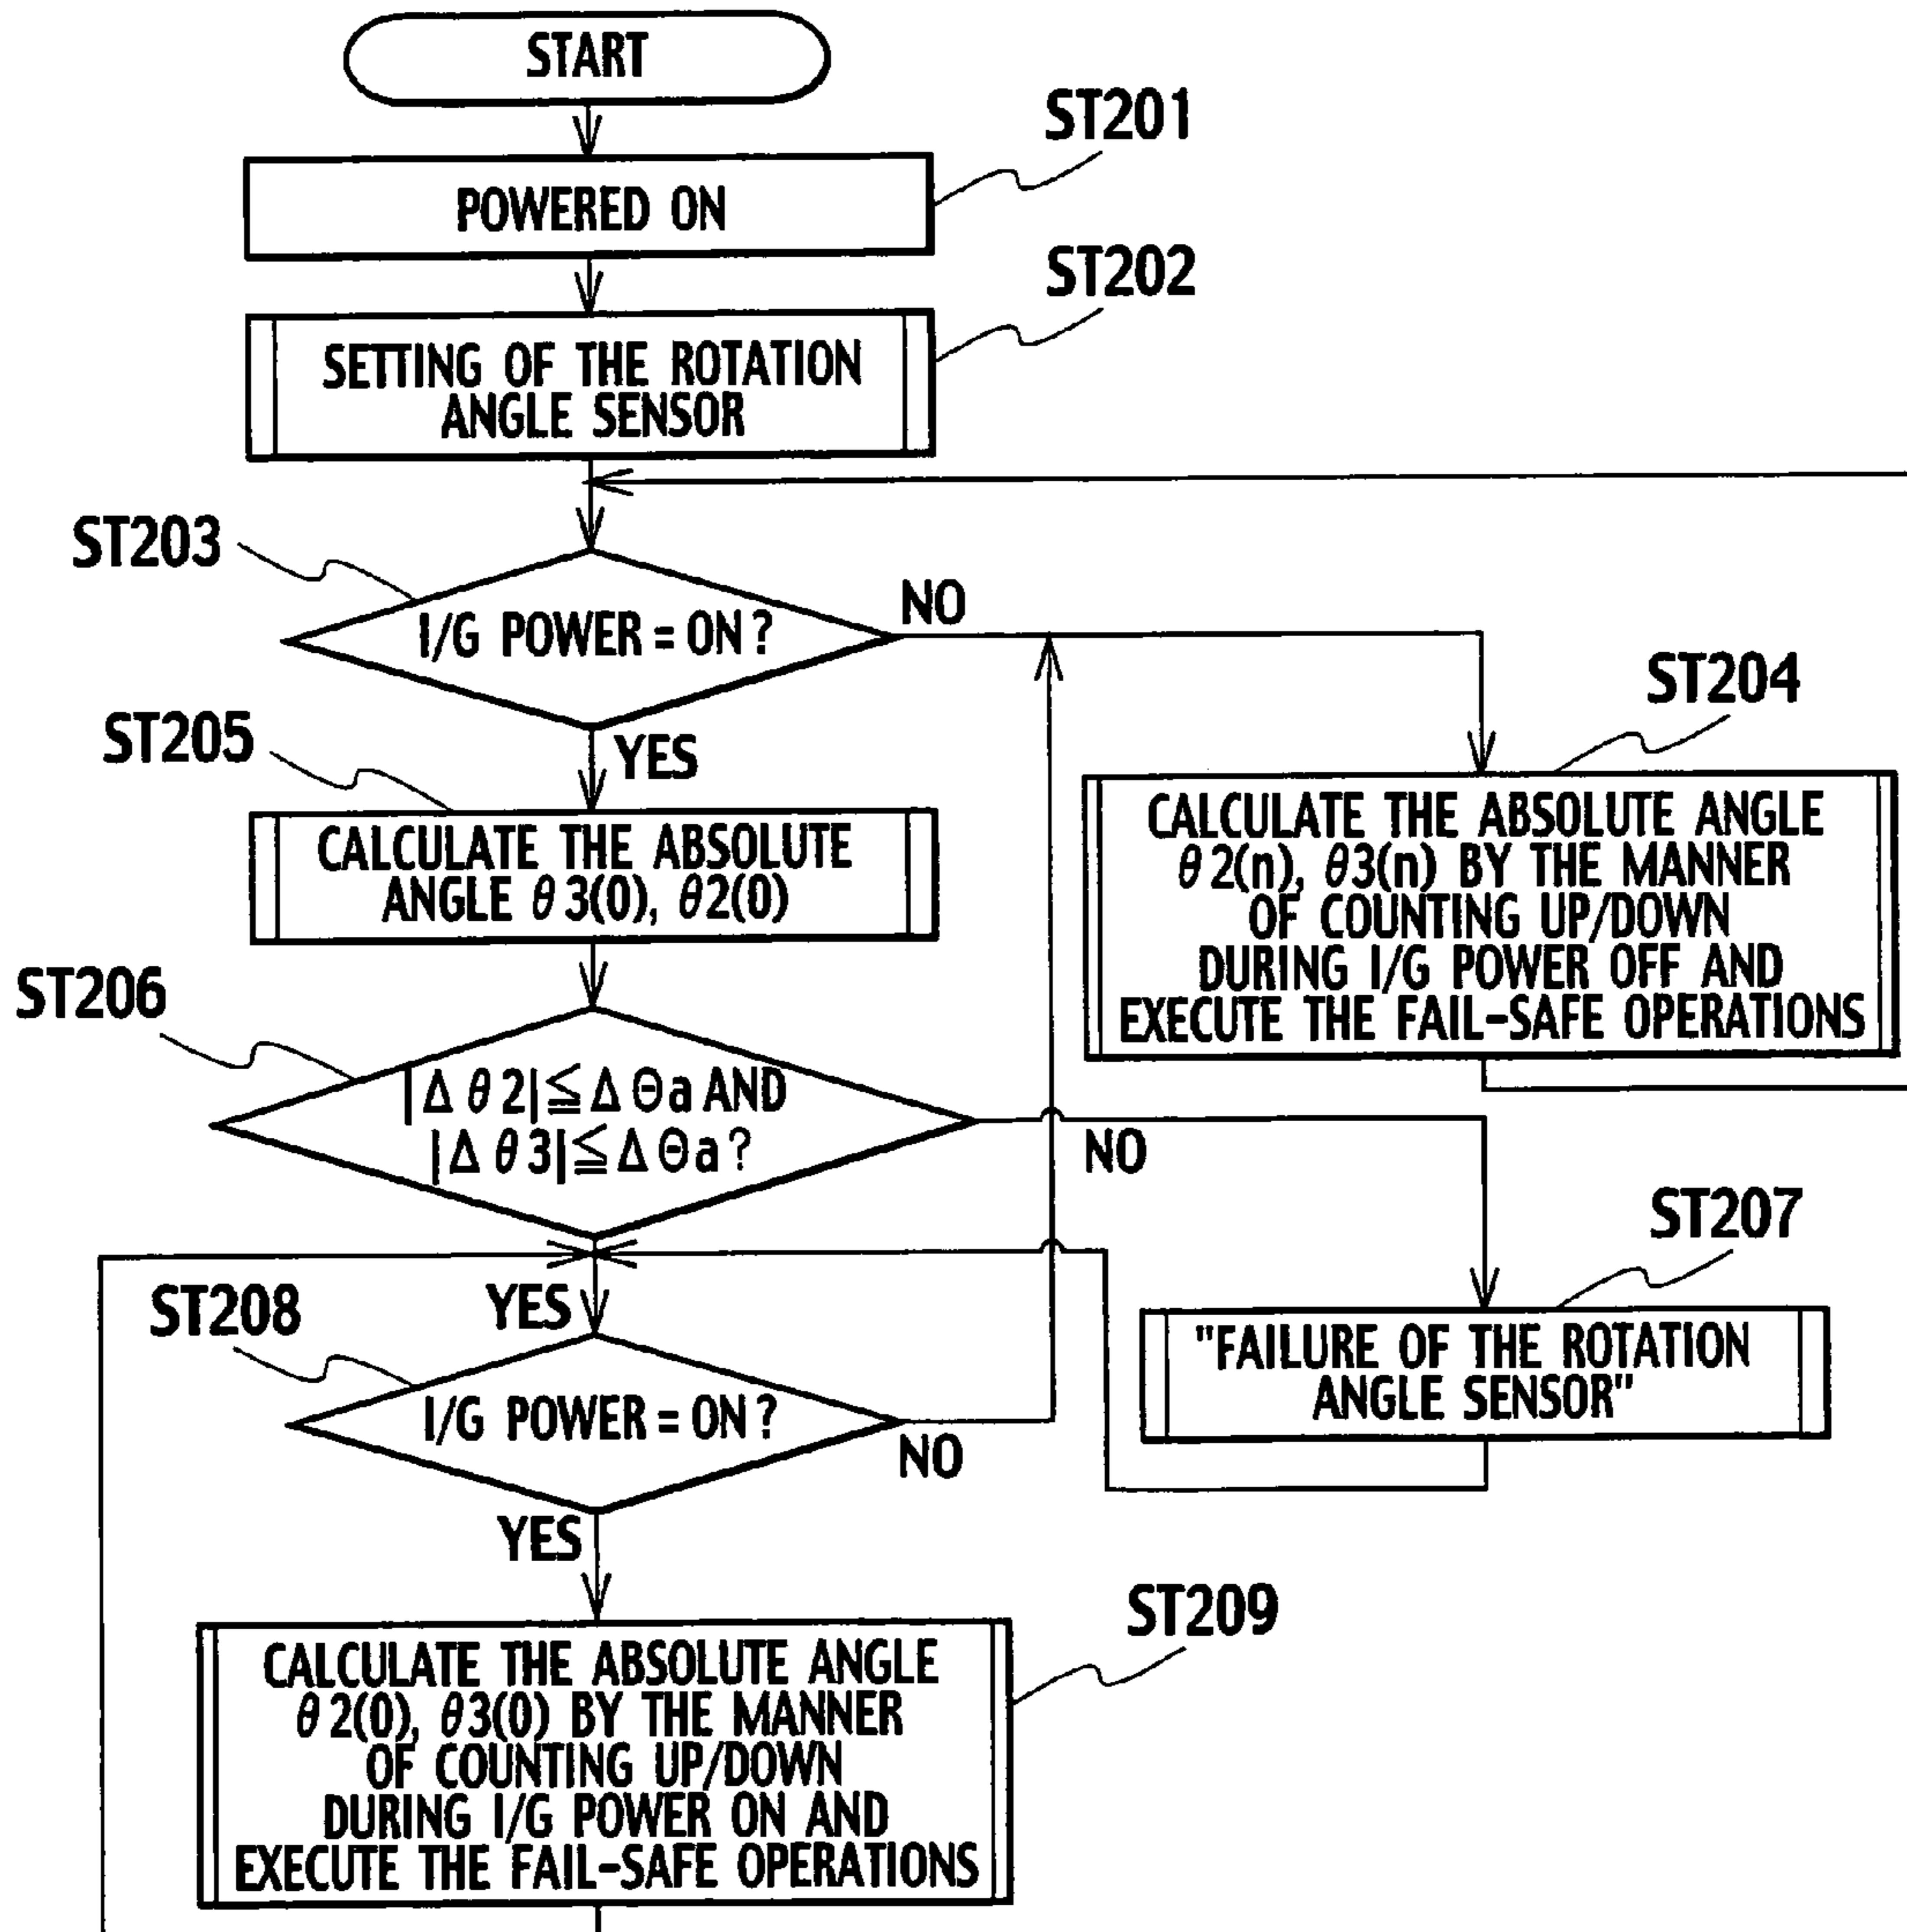 START
ST201
POWERED ON
ST202
SETTING OF THE ROTATION
ANGLE SENSOR
ST203
I/G POWER = ON ?
NO
YES
ST204
CALCULATE THE ABSOLUTE ANGLE
θ2(n), θ3(n) BY THE MANNER
OF COUNTING UP/DOWN
DURING I/G POWER OFF AND
EXECUTE THE FAIL-SAFE OPERATIONS
ST205
CALCULATE THE ABSOLUTE
ANGLE θ3(0), θ2(0)
ST206
|Δθ2|≦ΔΘa AND
|Δθ3|≦ΔΘa ?
NO
YES
ST207
"FAILURE OF THE ROTATION
ANGLE SENSOR"
ST208
I/G POWER = ON ?
NO
YES
ST209
CALCULATE THE ABSOLUTE ANGLE
θ2(0), θ3(0) BY THE MANNER
OF COUNTING UP/DOWN
DURING I/G POWER ON AND
EXECUTE THE FAIL-SAFE OPERATIONS